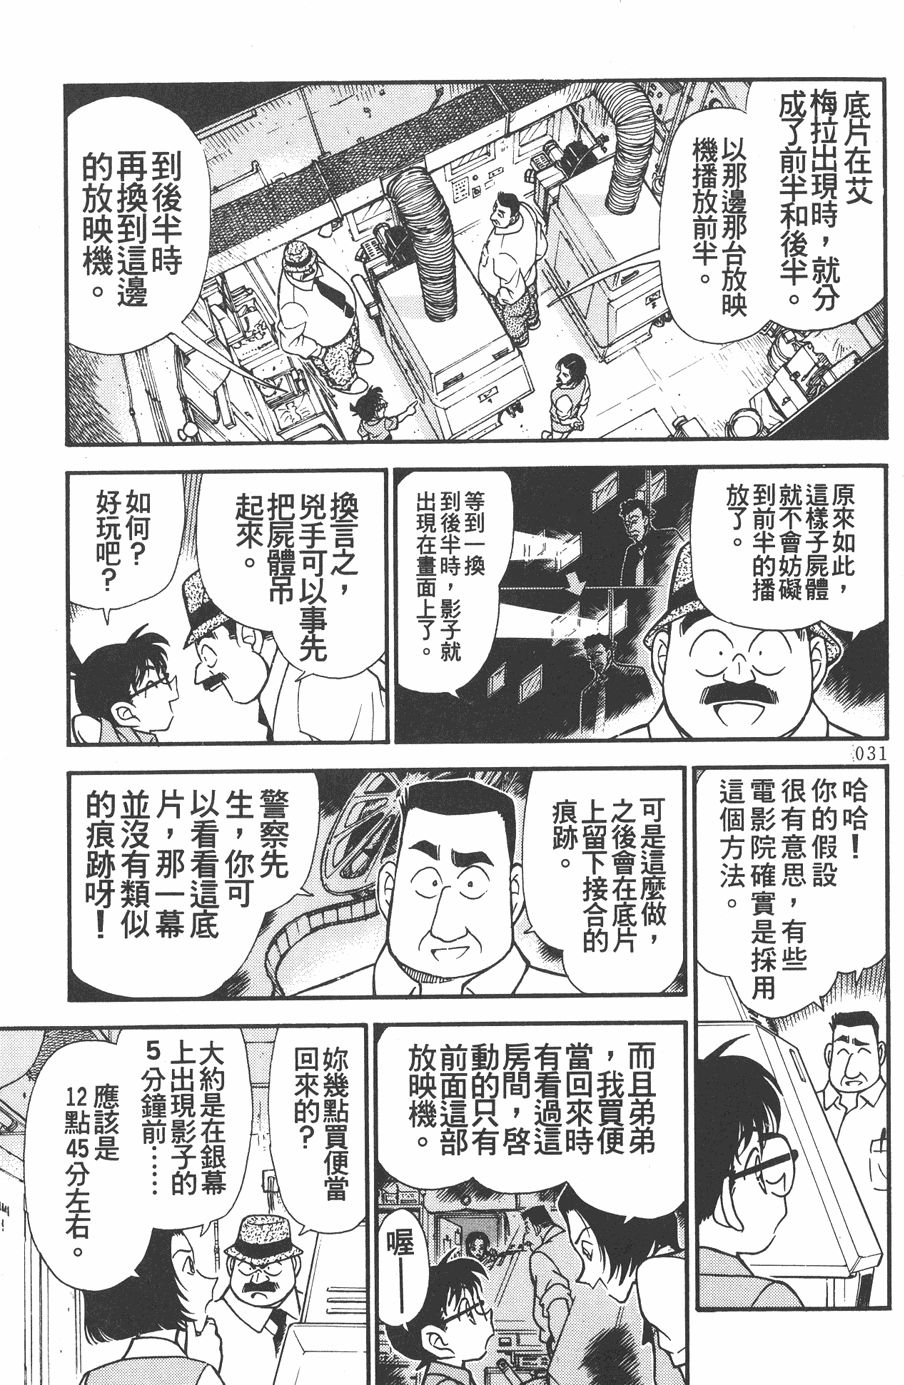 底片在艾
梅拉出現時，就分
成了前半和後半。
以那邊那台放映
機播放前半。
到後半時
再換到這邊
的放映機。
原來如此，
這樣子屍體
就不會妨礙
到前半的播
放了。
等到一換
到後半時，影子就
出現在畫面上了。
換言之，
兇手可以事先
把屍體吊
起來。
如何？
好玩吧？
031
哈哈！
你的假設
很有意思，有些
電影院確實是採用
這個方法。
可是這麼做，
之後會在底片
上留下接合的
痕跡。
警察先
生，你可
以看看這底
片，那一幕
並沒有類似
的痕跡呀！
而且弟弟
，我買便
當回來時
有看過這
房間，啓
動的只有
前面這部
放映機。
喔——
妳幾點買便當
回來的？
大約是在銀幕
上出現影子的
5分鐘前……
應該是
12點45分左右。